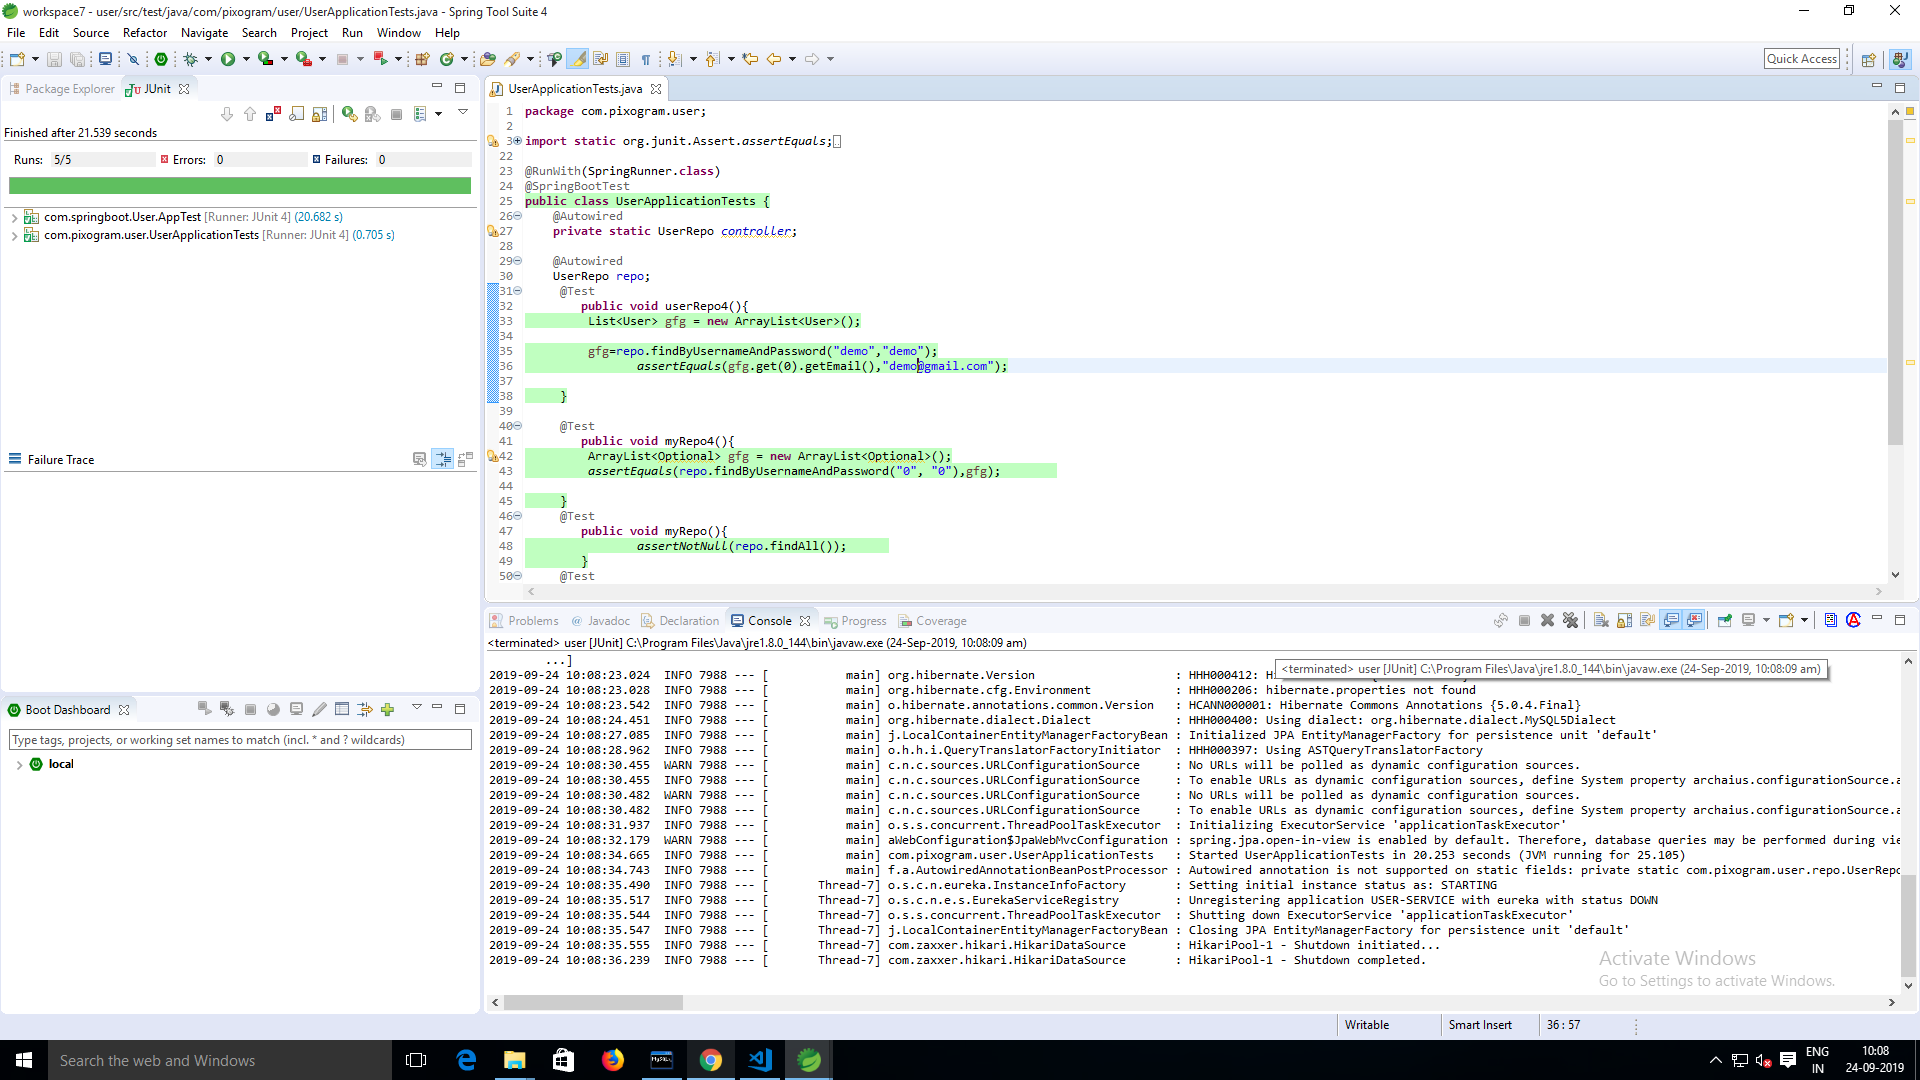 workspace7 - user/src/test/java/com/pixogram/user/UserApplicationTests.java - Spring Tool Suite 4
File Edit Source Refactor Navigate Search Project Run Window Help
Quick Access
Package Explorer JUnit
Finished after 21.539 seconds
Runs: 5/5 Errors: 0 Failures: 0
com.springboot.User.AppTest [Runner: JUnit 4] (20.682 s)
com.pixogram.user.UserApplicationTests [Runner: JUnit 4] (0.705 s)
Failure Trace
Boot Dashboard
Type tags, projects, or working set names to match (incl. * and ? wildcards)
local
UserApplicationTests.java
1 package com.pixogram.user;
2
3 import static org.junit.Assert.assertEquals;
22
23 @RunWith(SpringRunner.class)
24 @SpringBootTest
25 public class UserApplicationTests {
26 @Autowired
27 private static UserRepo controller;
28
29 @Autowired
30 UserRepo repo;
31 @Test
32 public void userRepo4(){
33 List<User> gfg = new ArrayList<User>();
34
35 gfg=repo.findByUsernameAndPassword("demo","demo");
36 assertEquals(gfg.get(0).getEmail(),"demo@gmail.com");
37
38 }
39
40 @Test
41 public void myRepo4(){
42 ArrayList<Optional> gfg = new ArrayList<Optional>();
43 assertEquals(repo.findByUsernameAndPassword("0", "0"),gfg);
44
45 }
46 @Test
47 public void myRepo(){
48 assertNotNull(repo.findAll());
49 }
50 @Test
Problems Javadoc Declaration Console Progress Coverage
<terminated> user [JUnit] C:\Program Files\Java\jre1.8.0_144\bin\javaw.exe (24-Sep-2019, 10:08:09 am)
...]
<terminated> user [JUnit] C:\Program Files\Java\jre1.8.0_144\bin\javaw.exe (24-Sep-2019, 10:08:09 am)
2019-09-24 10:08:23.024 INFO 7988 --- [ main] org.hibernate.Version : HHH000412: H
2019-09-24 10:08:23.028 INFO 7988 --- [ main] org.hibernate.cfg.Environment : HHH000206: hibernate.properties not found
2019-09-24 10:08:23.542 INFO 7988 --- [ main] o.hibernate.annotations.common.Version : HCANN000001: Hibernate Commons Annotations {5.0.4.Final}
2019-09-24 10:08:24.451 INFO 7988 --- [ main] org.hibernate.dialect.Dialect : HHH000400: Using dialect: org.hibernate.dialect.MySQL5Dialect
2019-09-24 10:08:27.085 INFO 7988 --- [ main] j.LocalContainerEntityManagerFactoryBean : Initialized JPA EntityManagerFactory for persistence unit 'default'
2019-09-24 10:08:28.962 INFO 7988 --- [ main] o.h.h.i.QueryTranslatorFactoryInitiator : HHH000397: Using ASTQueryTranslatorFactory
2019-09-24 10:08:30.455 WARN 7988 --- [ main] c.n.c.sources.URLConfigurationSource : No URLs will be polled as dynamic configuration sources.
2019-09-24 10:08:30.455 INFO 7988 --- [ main] c.n.c.sources.URLConfigurationSource : To enable URLs as dynamic configuration sources, define System property archaius.configurationSource.a
2019-09-24 10:08:30.482 WARN 7988 --- [ main] c.n.c.sources.URLConfigurationSource : No URLs will be polled as dynamic configuration sources.
2019-09-24 10:08:30.482 INFO 7988 --- [ main] c.n.c.sources.URLConfigurationSource : To enable URLs as dynamic configuration sources, define System property archaius.configurationSource.a
2019-09-24 10:08:31.937 INFO 7988 --- [ main] o.s.s.concurrent.ThreadPoolTaskExecutor : Initializing ExecutorService 'applicationTaskExecutor'
2019-09-24 10:08:32.179 WARN 7988 --- [ main] aWebConfiguration$JpaWebMvcConfiguration : spring.jpa.open-in-view is enabled by default. Therefore, database queries may be performed during vie
2019-09-24 10:08:34.665 INFO 7988 --- [ main] com.pixogram.user.UserApplicationTests : Started UserApplicationTests in 20.253 seconds (JVM running for 25.105)
2019-09-24 10:08:34.743 INFO 7988 --- [ main] f.a.AutowiredAnnotationBeanPostProcessor : Autowired annotation is not supported on static fields: private static com.pixogram.user.repo.UserRepo
2019-09-24 10:08:35.490 INFO 7988 --- [ Thread-7] o.s.c.n.eureka.InstanceInfoFactory : Setting initial instance status as: STARTING
2019-09-24 10:08:35.517 INFO 7988 --- [ Thread-7] o.s.c.n.e.s.EurekaServiceRegistry : Unregistering application USER-SERVICE with eureka with status DOWN
2019-09-24 10:08:35.544 INFO 7988 --- [ Thread-7] o.s.s.concurrent.ThreadPoolTaskExecutor : Shutting down ExecutorService 'applicationTaskExecutor'
2019-09-24 10:08:35.547 INFO 7988 --- [ Thread-7] j.LocalContainerEntityManagerFactoryBean : Closing JPA EntityManagerFactory for persistence unit 'default'
2019-09-24 10:08:35.555 INFO 7988 --- [ Thread-7] com.zaxxer.hikari.HikariDataSource : HikariPool-1 - Shutdown initiated...
2019-09-24 10:08:36.239 INFO 7988 --- [ Thread-7] com.zaxxer.hikari.HikariDataSource : HikariPool-1 - Shutdown completed.
Activate Windows
Go to Settings to activate Windows.
Writable Smart Insert 36 : 57
Search the web and Windows
ENG
IN
10:08
24-09-2019